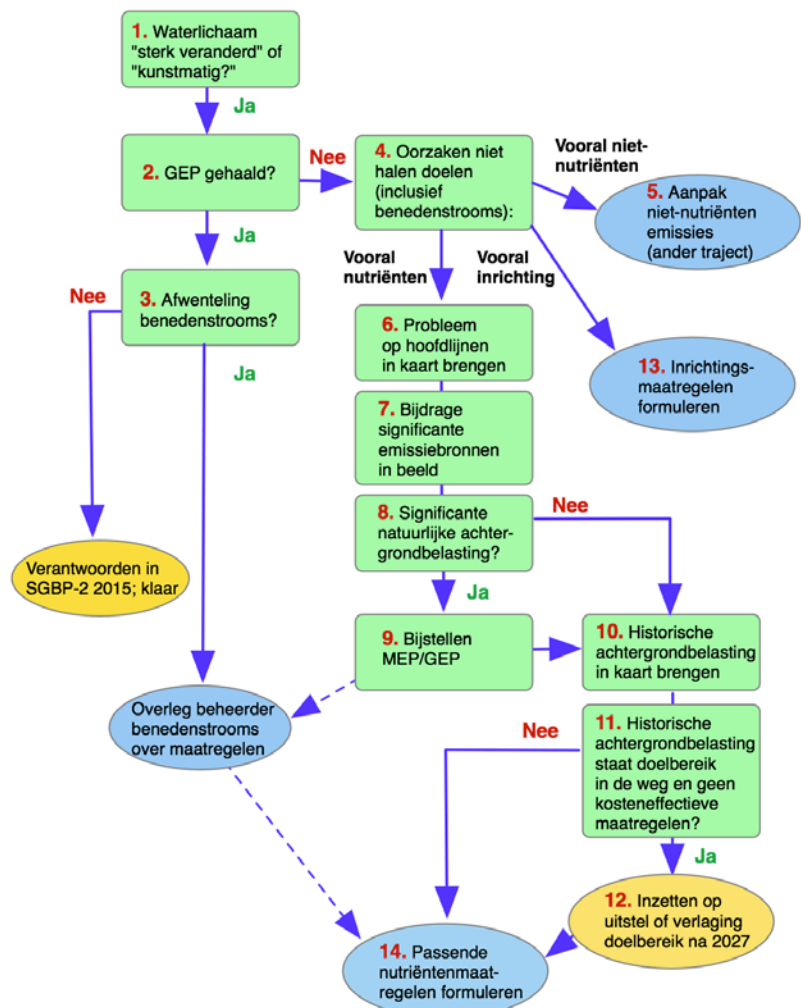 1. Waterlichaam
"sterk veranderd" of
"kunstmatig?"
Ja
2. GEP gehaald?
Nee
4. Oorzaken niet
halen doelen
(inclusief
benedenstrooms):
Vooral niet-
nutriënten
5. Aanpak
niet-nutriënten
emissies
(ander traject)
Ja
Vooral
nutriënten
Vooral
inrichting
Nee
3. Afwenteling
benedenstrooms?
Ja
6. Probleem
op hoofdlijnen
in kaart brengen
13. Inrichtings-
maatregelen
formuleren
7. Bijdrage
significante
emissiebronnen
in beeld
8. Significante
natuurlijke achter-
grondbelasting?
Nee
Ja
Verantwoorden in
SGBP-2 2015; klaar
9. Bijstellen
MEP/GEP
10. Historische
achtergrondbelasting
in kaart brengen
Overleg beheerder
benedenstrooms
over maatregelen
Nee
11. Historische
achtergrondbelasting
staat doelbereik
in de weg en geen
kosteneffectieve
maatregelen?
Ja
12. Inzetten op
uitstel of verlaging
doelbereik na 2027
14. Passende
nutriëntenmaat-
regelen formuleren